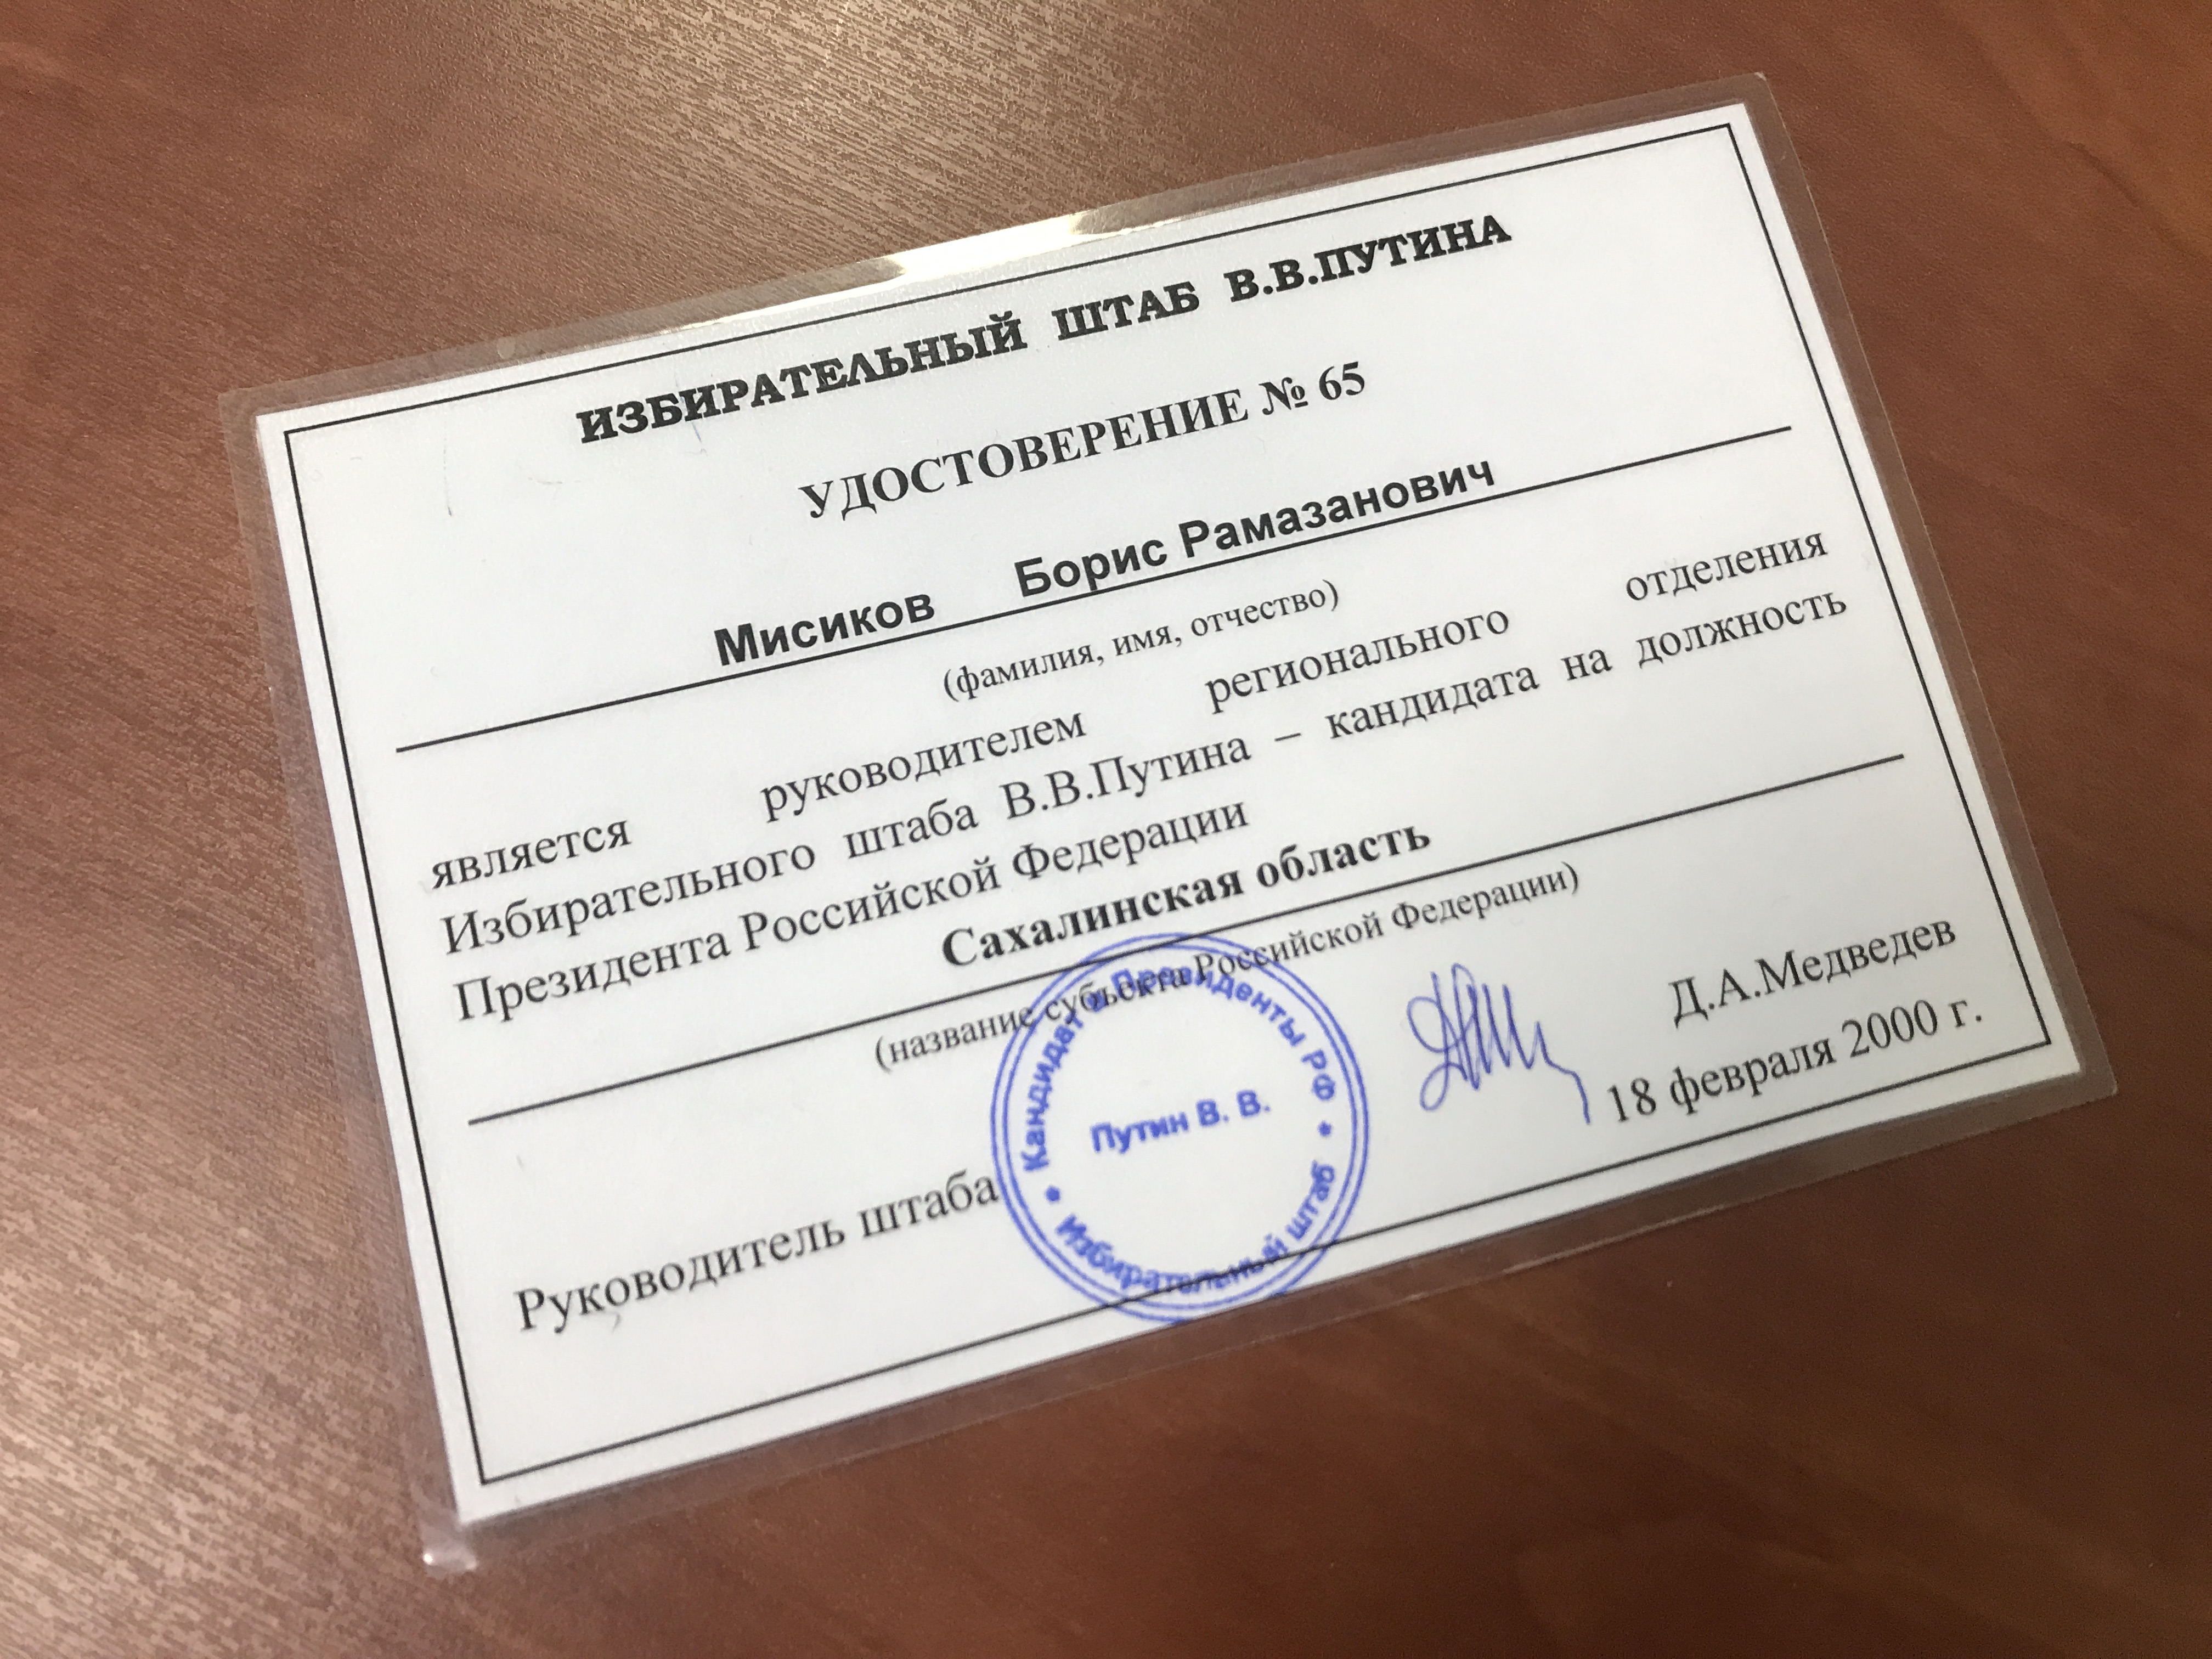 ИЗБИРАТЕЛЬНЫЙ ШТАБ В.В.ПУТИНА
УДОСТОВЕРЕНИЕ № 65
Мисиков Борис Рамазанович
(фамилия, имя, отчество)
является руководителем регионального отделения
Избирательного штаба В.В.Путина – кандидата на должность
Президента Российской Федерации
Сахалинская область
(название субъекта Российской Федерации)
Руководитель штаба
Д.А.Медведев
18 февраля 2000 г.
Кандидат в Президенты РФ
Путин В. В.
* Избирательный штаб *